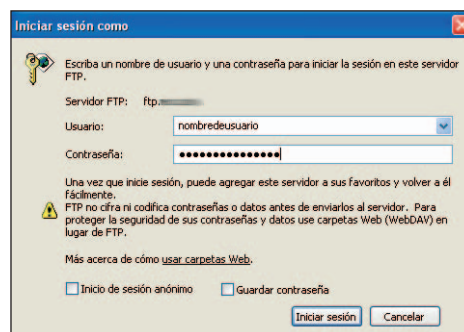 Iniciar sesión como
Escriba un nombre de usuario y una contraseña para iniciar la sesión en este servidor
FTP.
Servidor FTP: ftp.
Usuario: nombredeusuario
Contraseña: ●●●●●●●●●●●●●●●
Una vez que inicie sesión, puede agregar este servidor a sus favoritos y volver a él
fácilmente.
FTP no cifra ni codifica contraseñas o datos antes de enviarlos al servidor. Para
proteger la seguridad de sus contraseñas y datos use carpetas Web (WebDAV) en
lugar de FTP.
Más acerca de cómo usar carpetas Web.
Inicio de sesión anónimo Guardar contraseña
Iniciar sesión Cancelar